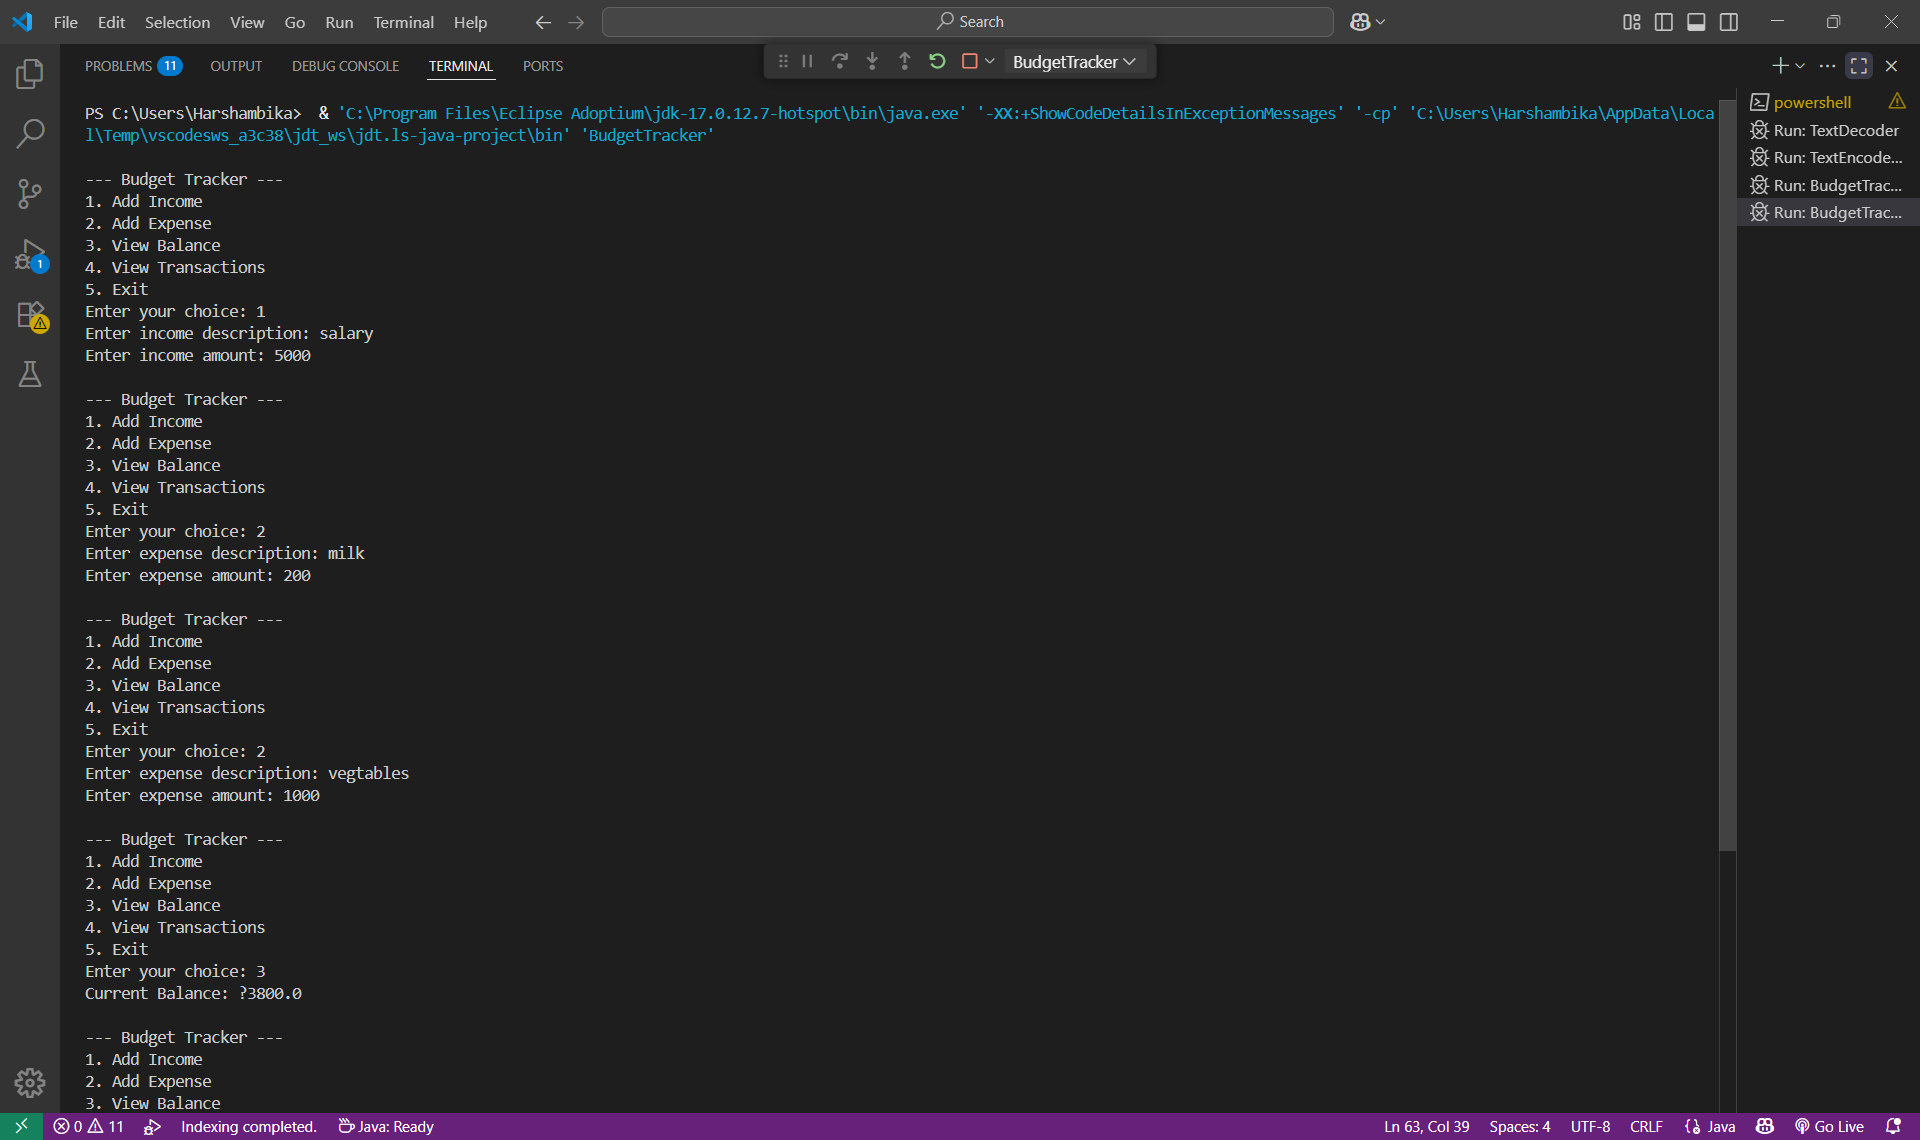 File Edit Selection View Go Run Terminal Help
Search
PROBLEMS 11 OUTPUT DEBUG CONSOLE TERMINAL PORTS
BudgetTracker
PS C:\Users\Harshambika>  & 'C:\Program Files\Eclipse Adoptium\jdk-17.0.12.7-hotspot\bin\java.exe' '-XX:+ShowCodeDetailsInExceptionMessages' '-cp' 'C:\Users\Harshambika\AppData\Loca
l\Temp\vscodesws_a3c38\jdt_ws\jdt.ls-java-project\bin' 'BudgetTracker'
--- Budget Tracker ---
1. Add Income
2. Add Expense
3. View Balance
4. View Transactions
5. Exit
Enter your choice: 1
Enter income description: salary
Enter income amount: 5000
--- Budget Tracker ---
1. Add Income
2. Add Expense
3. View Balance
4. View Transactions
5. Exit
Enter your choice: 2
Enter expense description: milk
Enter expense amount: 200
--- Budget Tracker ---
1. Add Income
2. Add Expense
3. View Balance
4. View Transactions
5. Exit
Enter your choice: 2
Enter expense description: vegtables
Enter expense amount: 1000
--- Budget Tracker ---
1. Add Income
2. Add Expense
3. View Balance
4. View Transactions
5. Exit
Enter your choice: 3
Current Balance: ?3800.0
--- Budget Tracker ---
1. Add Income
2. Add Expense
3. View Balance
powershell
Run: TextDecoder
Run: TextEncode...
Run: BudgetTrac...
Run: BudgetTrac...
1
0 11 Indexing completed. Java: Ready Ln 63, Col 39 Spaces: 4 UTF-8 CRLF Java Go Live